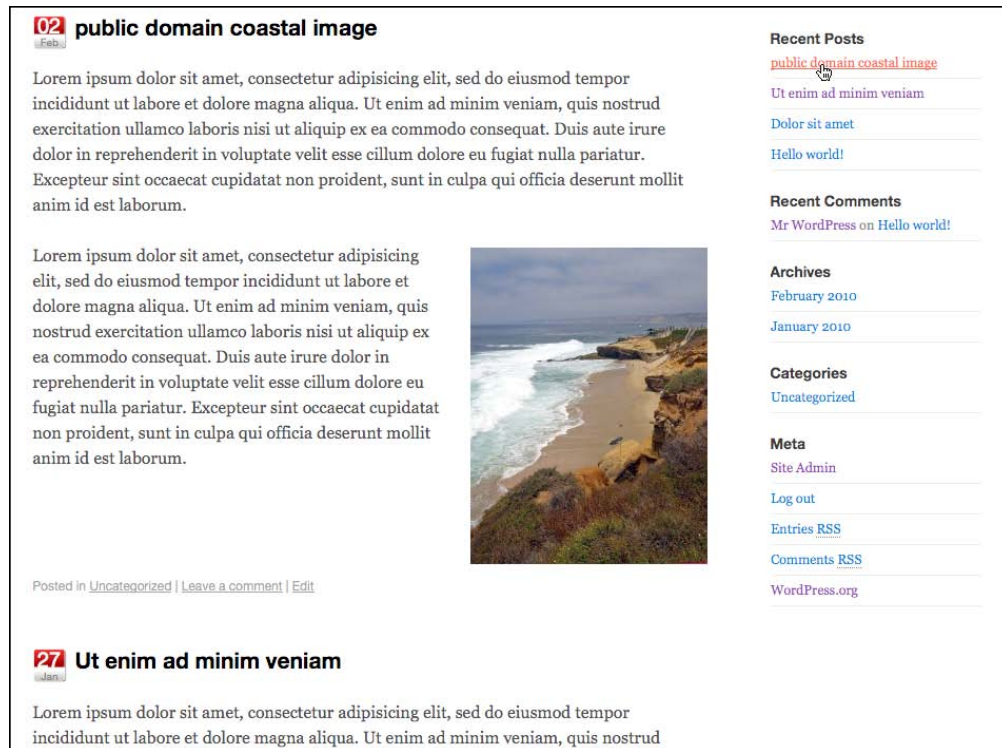 02
Feb
public domain coastal image
Lorem ipsum dolor sit amet, consectetur adipisicing elit, sed do eiusmod tempor
incididunt ut labore et dolore magna aliqua. Ut enim ad minim veniam, quis nostrud
exercitation ullamco laboris nisi ut aliquip ex ea commodo consequat. Duis aute irure
dolor in reprehenderit in voluptate velit esse cillum dolore eu fugiat nulla pariatur.
Excepteur sint occaecat cupidatat non proident, sunt in culpa qui officia deserunt mollit
anim id est laborum.
Lorem ipsum dolor sit amet, consectetur adipisicing
elit, sed do eiusmod tempor incididunt ut labore et
dolore magna aliqua. Ut enim ad minim veniam, quis
nostrud exercitation ullamco laboris nisi ut aliquip ex
ea commodo consequat. Duis aute irure dolor in
reprehenderit in voluptate velit esse cillum dolore eu
fugiat nulla pariatur. Excepteur sint occaecat cupidatat
non proident, sunt in culpa qui officia deserunt mollit
anim id est laborum.
Posted in Uncategorized | Leave a comment | Edit
27
Jan
Ut enim ad minim veniam
Lorem ipsum dolor sit amet, consectetur adipisicing elit, sed do eiusmod tempor
incididunt ut labore et dolore magna aliqua. Ut enim ad minim veniam, quis nostrud
Recent Posts
public domain coastal image
Ut enim ad minim veniam
Dolor sit amet
Hello world!
Recent Comments
Mr WordPress on Hello world!
Archives
February 2010
January 2010
Categories
Uncategorized
Meta
Site Admin
Log out
Entries RSS
Comments RSS
WordPress.org